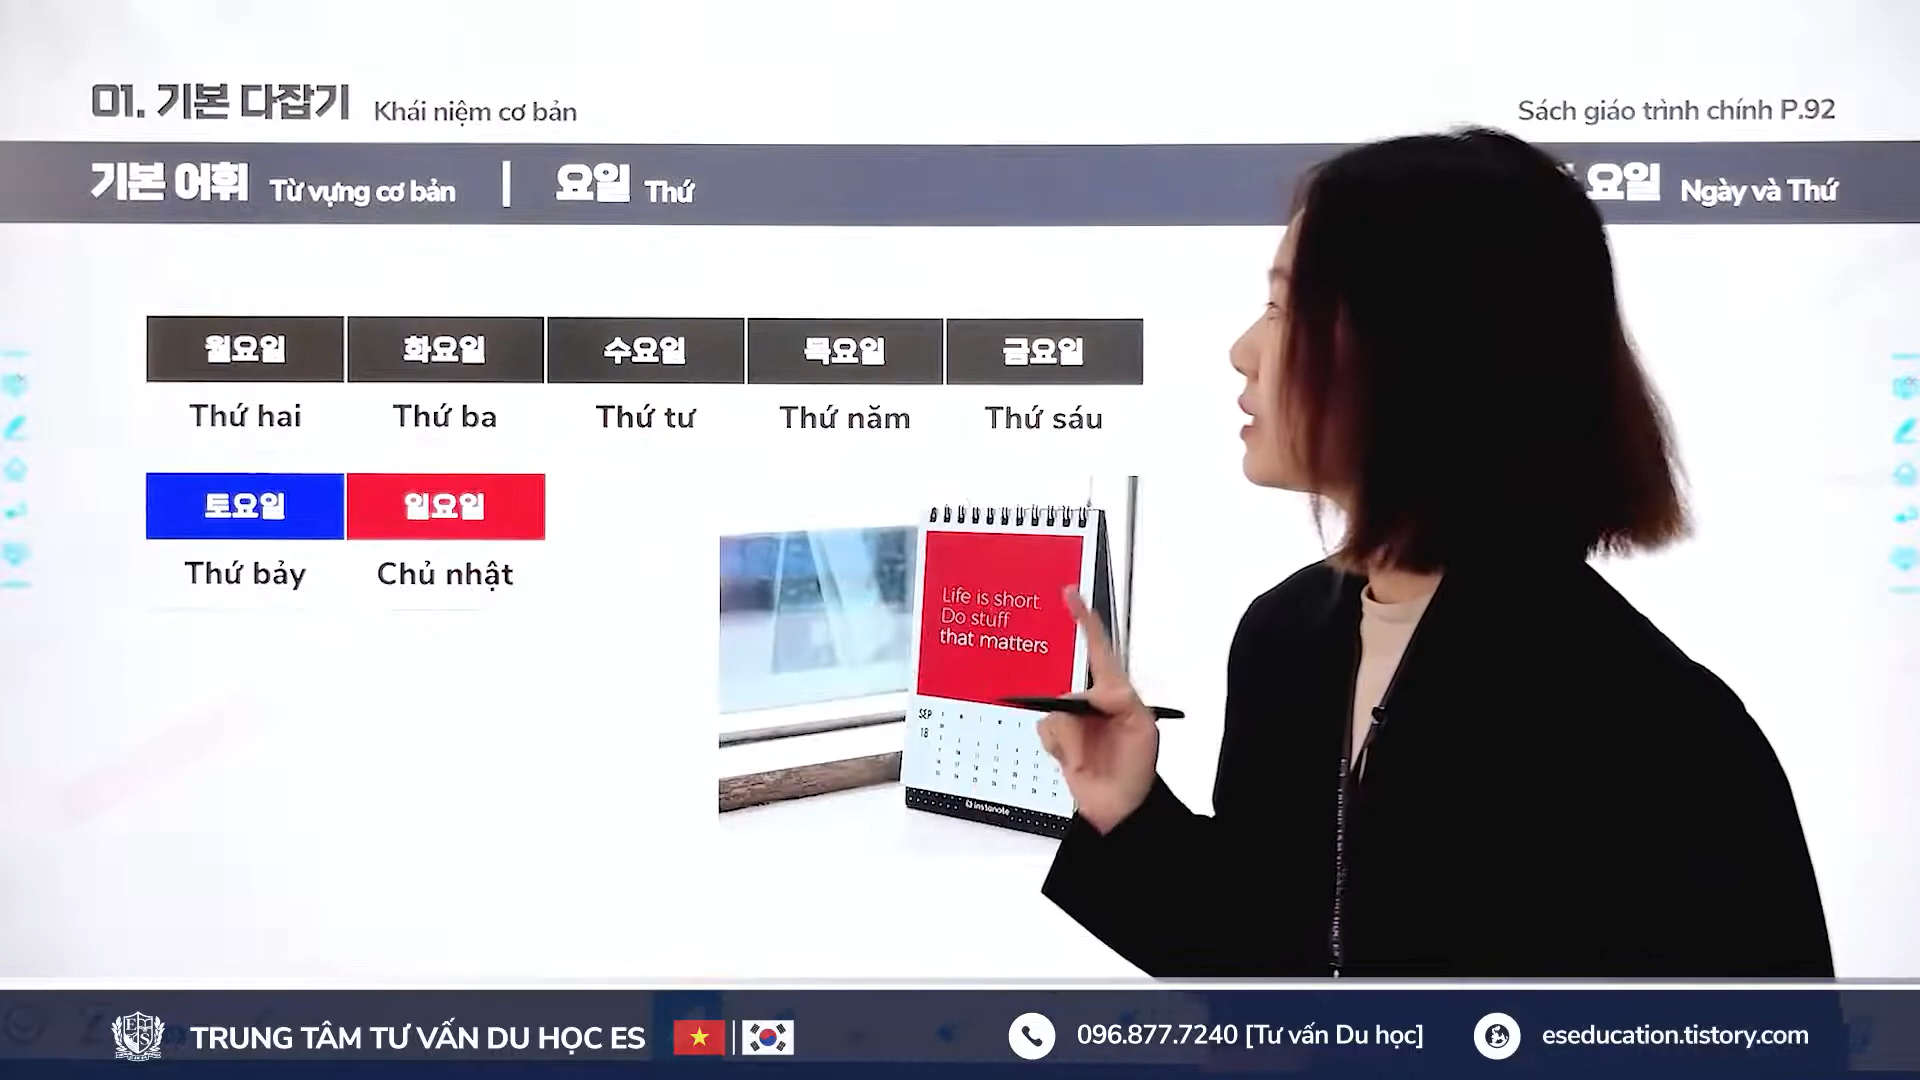 01. 기본 다잡기 Khái niệm cơ bản
Sách giáo trình chính P.92
기본 어휘 Từ vựng cơ bản | 요일 Thứ
요일 Ngày và Thứ
월요일 화요일 수요일 목요일 금요일
Thứ hai Thứ ba Thứ tư Thứ năm Thứ sáu
토요일 일요일
Thứ bảy Chủ nhật
Life is short.
Do stuff
that matters
SEP
18
instanote
TRUNG TÂM TƯ VẤN DU HỌC ES
096.877.7240 [Tư vấn Du học]
eseducation.tistory.com